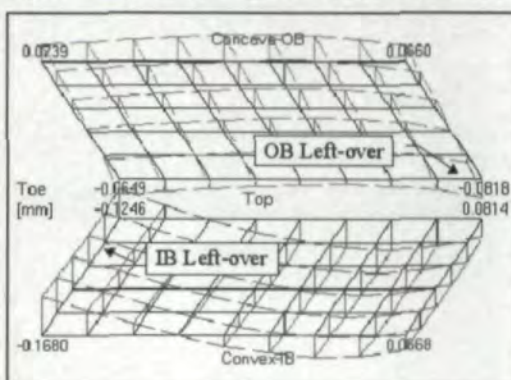 Concave-OB
0.0739 0.0660
OB Left-over
Toe -0.0649 Top -0.0818
[mm] -0.1246 0.0814
IB Left-over
-0.1680 0.0668
Convex-IB